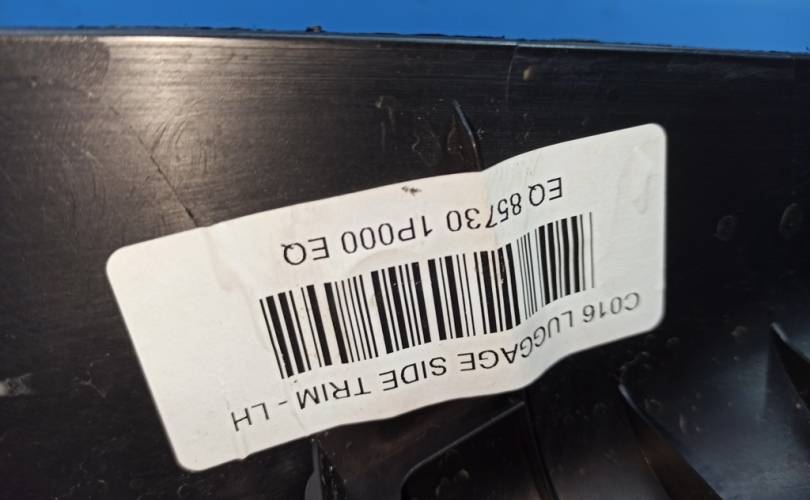 C016 LUGGAGE SIDE TRIM - LH
EQ 85730 1P000 EQ